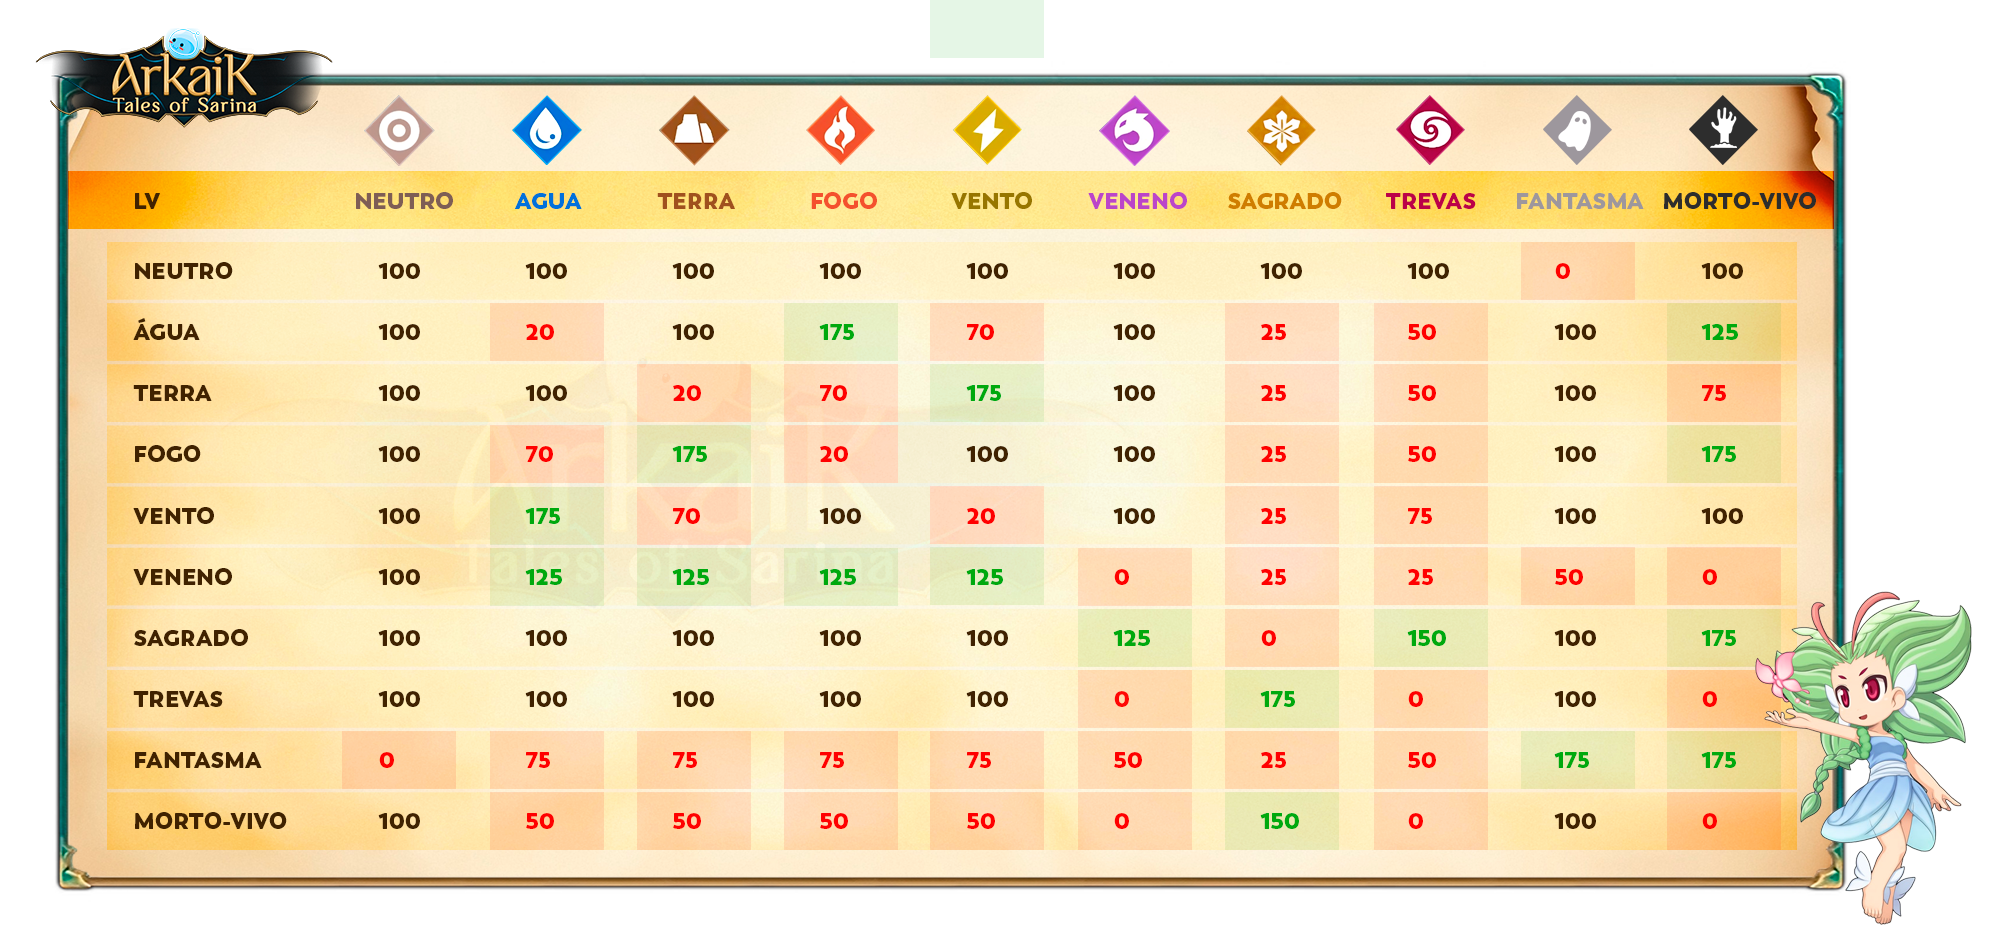 ArkaiK
Tales of Sarina
LV NEUTRO AGUA TERRA FOGO VENTO VENENO SAGRADO TREVAS FANTASMA MORTO-VIVO
NEUTRO 100 100 100 100 100 100 100 100 0 100
ÁGUA 100 20 100 175 70 100 25 50 100 125
TERRA 100 100 20 70 175 100 25 50 100 75
FOGO 100 70 175 20 100 100 25 50 100 175
VENTO 100 175 70 100 20 100 25 75 100 100
VENENO 100 125 125 125 125 0 25 25 50 0
SAGRADO 100 100 100 100 100 125 0 150 100 175
TREVAS 100 100 100 100 100 0 175 0 100 0
FANTASMA 0 75 75 75 75 50 25 50 175 175
MORTO-VIVO 100 50 50 50 50 0 150 0 100 0
ArkaiK
Tales of Sarina